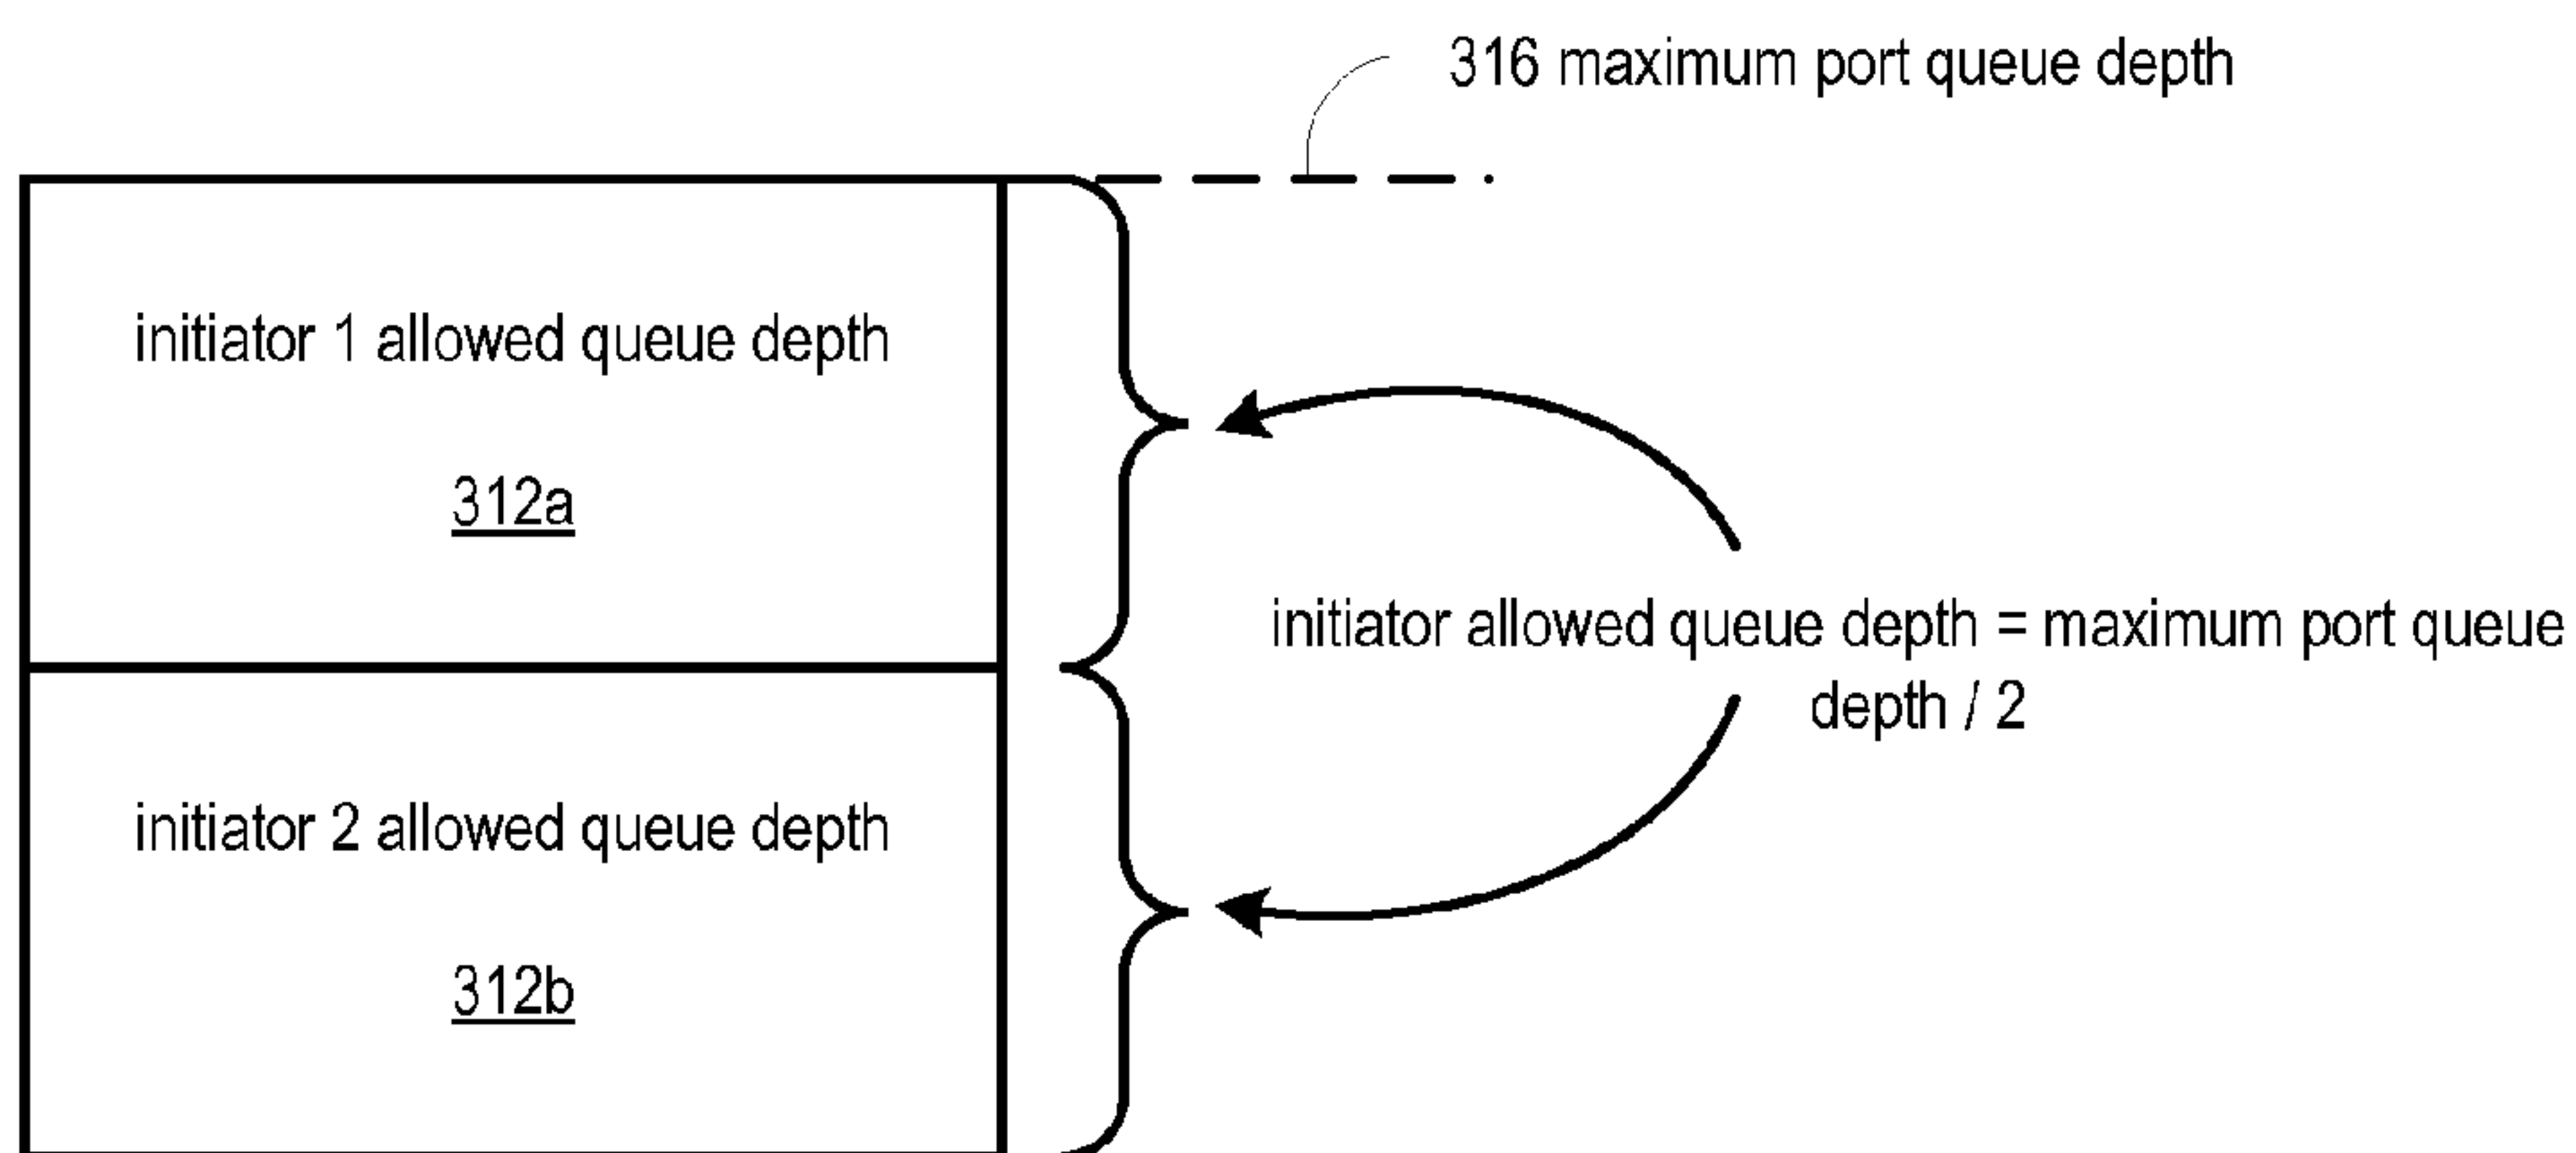 316 maximum port queue depth
initiator 1 allowed queue depth
312a
initiator allowed queue depth = maximum port queue
depth / 2
initiator 2 allowed queue depth
312b